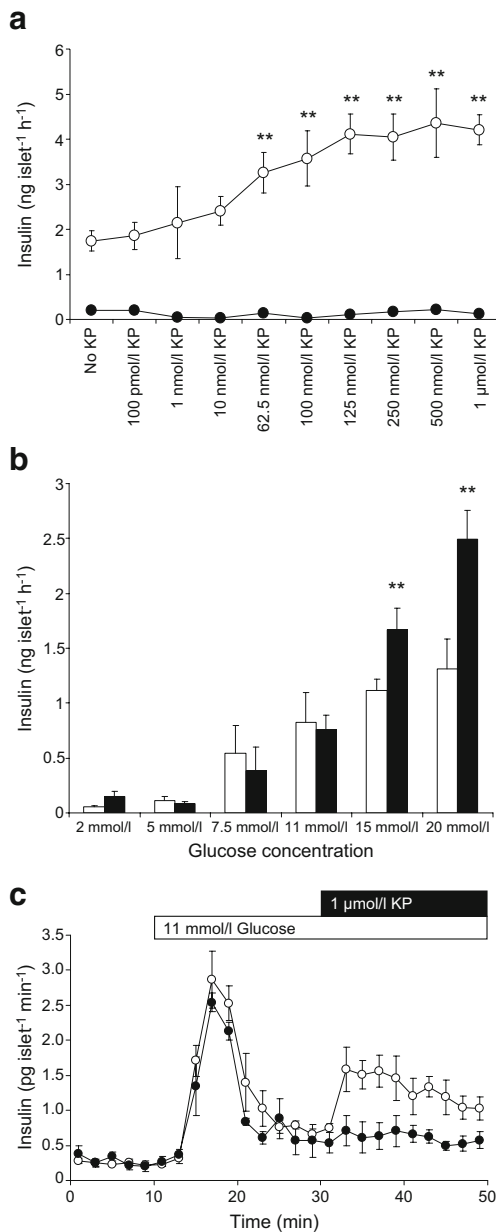 a
6
5
4
3
2
1
0
Insulin (ng islet⁻¹ h⁻¹)
** ** ** ** ** **
No KP
100 pmol/l KP
1 nmol/l KP
10 nmol/l KP
62.5 nmol/l KP
100 nmol/l KP
125 nmol/l KP
250 nmol/l KP
500 nmol/l KP
1 µmol/l KP
b
3
2.5
2
1.5
1
0.5
0
Insulin (ng islet⁻¹ h⁻¹)
**
**
2 mmol/l 5 mmol/l 7.5 mmol/l 11 mmol/l 15 mmol/l 20 mmol/l
Glucose concentration
c
1 µmol/l KP
11 mmol/l Glucose
3.5
3.0
2.5
2.0
1.5
1.0
0.5
0
Insulin (pg islet⁻¹ min⁻¹)
0 10 20 30 40 50
Time (min)